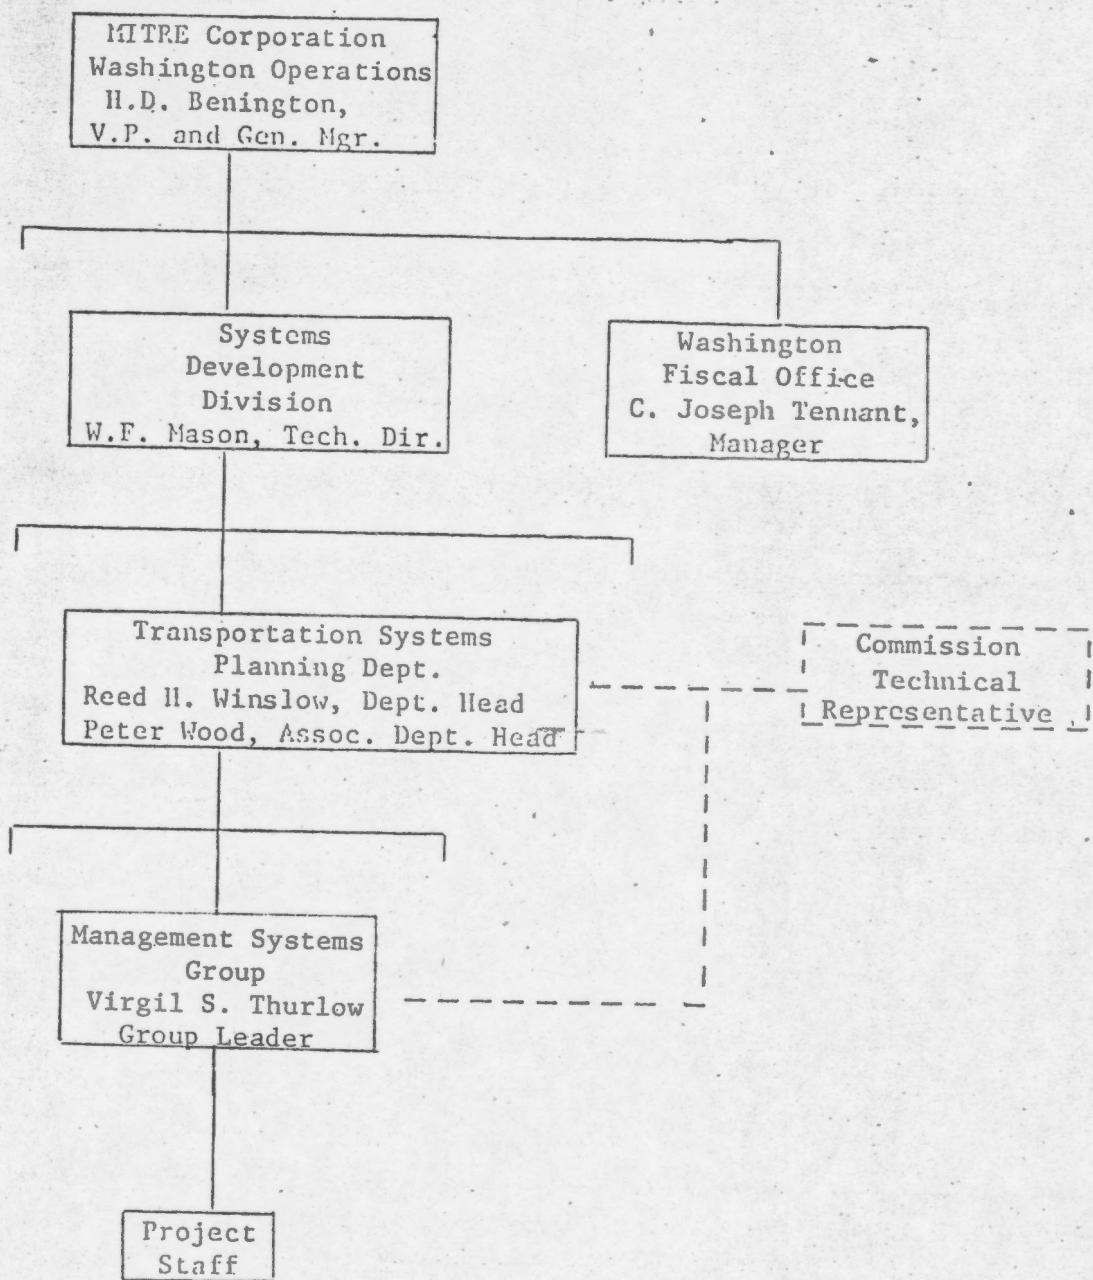 MITRE Corporation
Washington Operations
H.D. Benington,
V.P. and Gen. Mgr.
Systems
Development
Division
W.F. Mason, Tech. Dir.
Washington
Fiscal Office
C. Joseph Tennant,
Manager
Transportation Systems
Planning Dept.
Reed H. Winslow, Dept. Head
Peter Wood, Assoc. Dept. Head
Commission
Technical
Representative
Management Systems
Group
Virgil S. Thurlow
Group Leader
Project
Staff